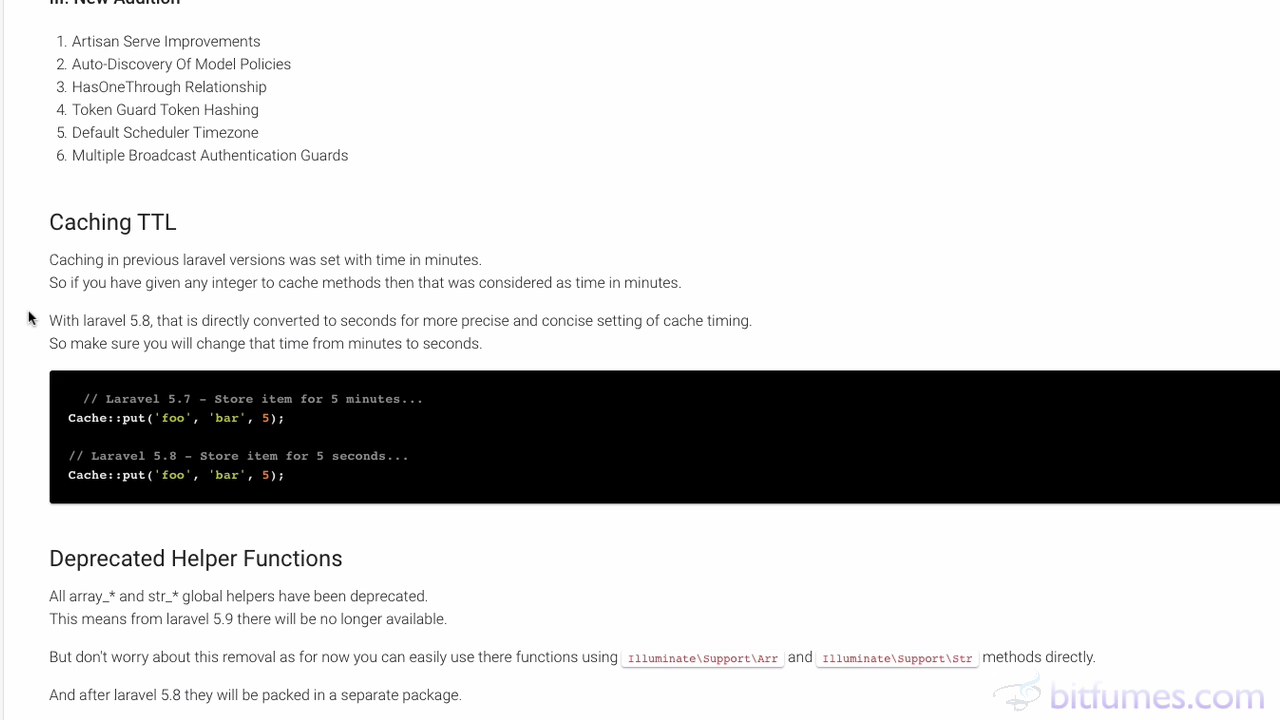 III. New Addition
1. Artisan Serve Improvements
2. Auto-Discovery Of Model Policies
3. HasOneThrough Relationship
4. Token Guard Token Hashing
5. Default Scheduler Timezone
6. Multiple Broadcast Authentication Guards
Caching TTL
Caching in previous laravel versions was set with time in minutes.
So if you have given any integer to cache methods then that was considered as time in minutes.
With laravel 5.8, that is directly converted to seconds for more precise and concise setting of cache timing.
So make sure you will change that time from minutes to seconds.
// Laravel 5.7 - Store item for 5 minutes...
Cache::put('foo', 'bar', 5);
// Laravel 5.8 - Store item for 5 seconds...
Cache::put('foo', 'bar', 5);
Deprecated Helper Functions
All array_* and str_* global helpers have been deprecated.
This means from laravel 5.9 there will be no longer available.
But don't worry about this removal as for now you can easily use there functions using Illuminate\Support\Arr and Illuminate\Support\Str methods directly.
And after laravel 5.8 they will be packed in a separate package.
bitfumes.com